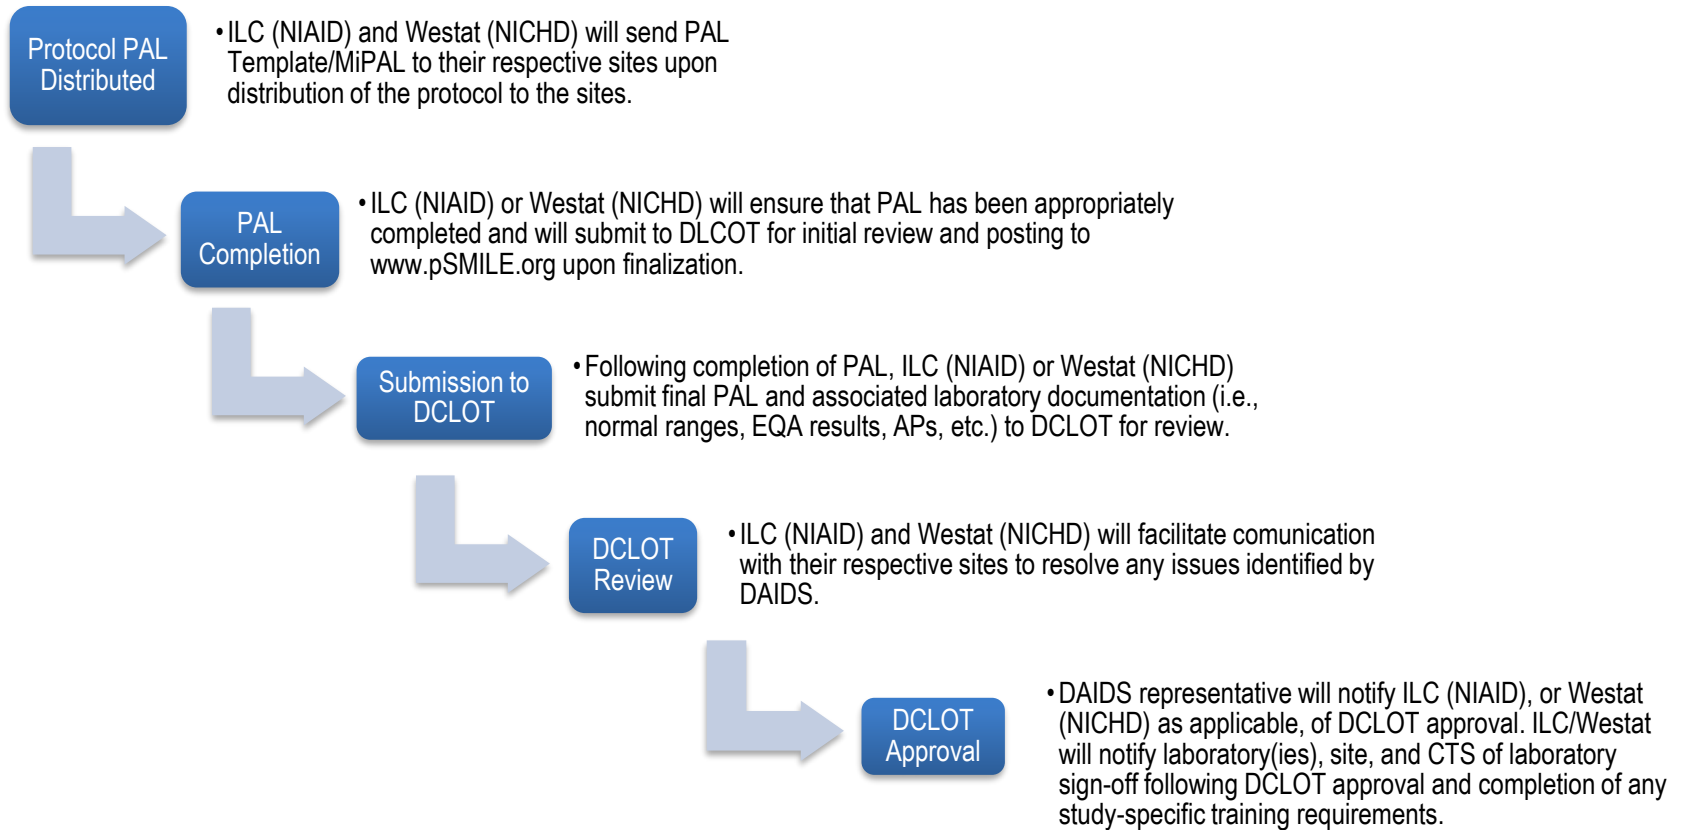 Protocol PAL
Distributed
•ILC (NIAID) and Westat (NICHD) will send PAL
Template/MiPAL to their respective sites upon
distribution of the protocol to the sites.
PAL
Completion
•ILC (NIAID) or Westat (NICHD) will ensure that PAL has been appropriately
completed and will submit to DLCOT for initial review and posting to
www.pSMILE.org upon finalization.
Submission to
DCLOT
•Following completion of PAL, ILC (NIAID) or Westat (NICHD)
submit final PAL and associated laboratory documentation (i.e.,
normal ranges, EQA results, APs, etc.) to DCLOT for review.
DCLOT
Review
•ILC (NIAID) and Westat (NICHD) will facilitate comunication
with their respective sites to resolve any issues identified by
DAIDS.
DCLOT
Approval
•DAIDS representative will notify ILC (NIAID), or Westat
(NICHD) as applicable, of DCLOT approval. ILC/Westat
will notify laboratory(ies), site, and CTS of laboratory
sign-off following DCLOT approval and completion of any
study-specific training requirements.